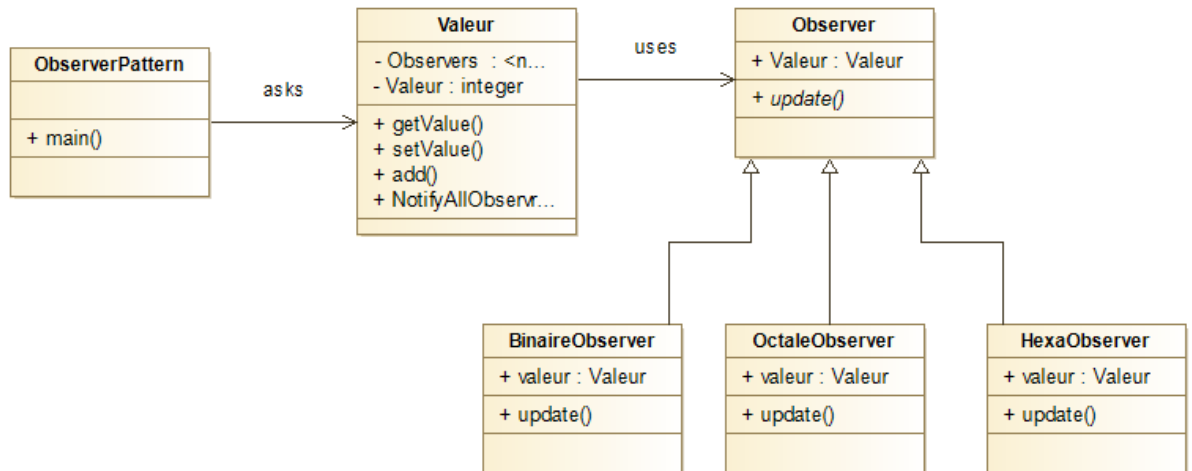 ObserverPattern
+ main()
asks
Valeur
- Observers : <n...
- Valeur : integer
+ getValue()
+ setValue()
+ add()
+ NotifyAllObservr...
uses
Observer
+ Valeur : Valeur
+ update()
BinaireObserver
+ valeur : Valeur
+ update()
OctaleObserver
+ valeur : Valeur
+ update()
HexaObserver
+ valeur : Valeur
+ update()